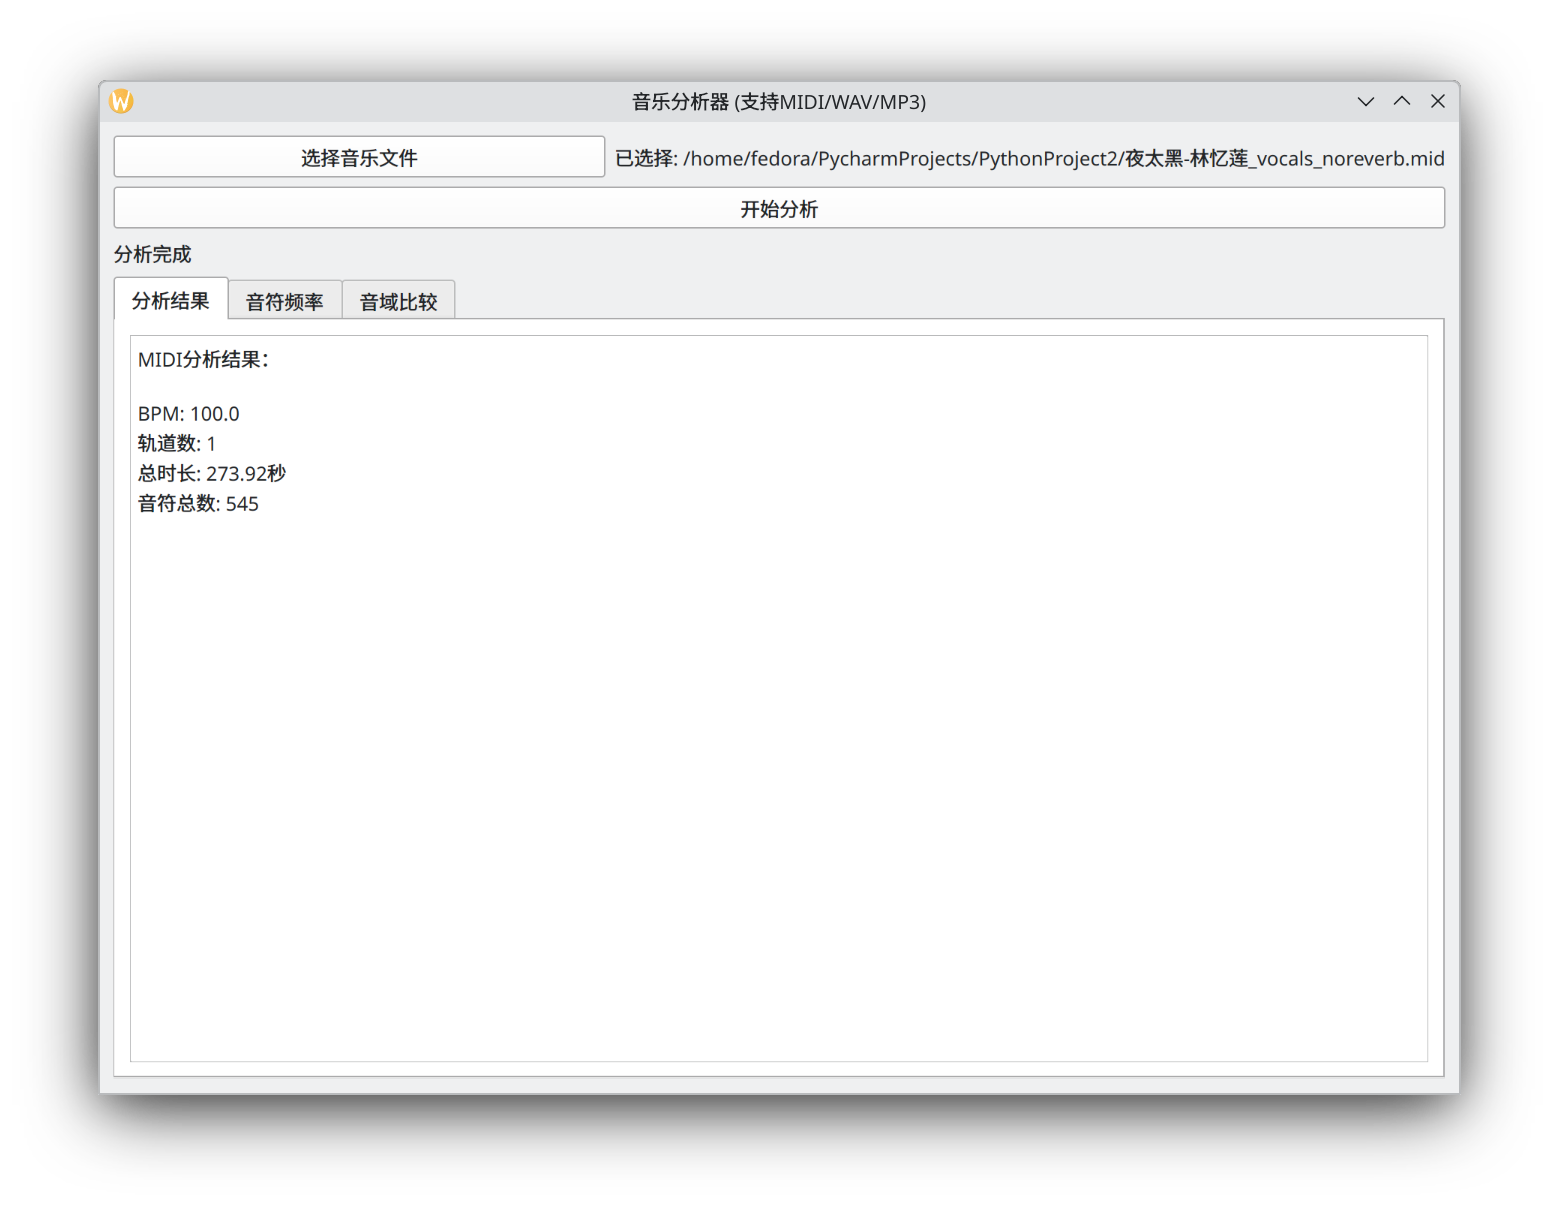 音乐分析器 (支持MIDI/WAV/MP3)
选择音乐文件
已选择: /home/fedora/PycharmProjects/PythonProject2/夜太黑-林忆莲_vocals_noreverb.mid
开始分析
分析完成
分析结果
音符频率
音域比较
MIDI分析结果：
BPM: 100.0
轨道数: 1
总时长: 273.92秒
音符总数: 545